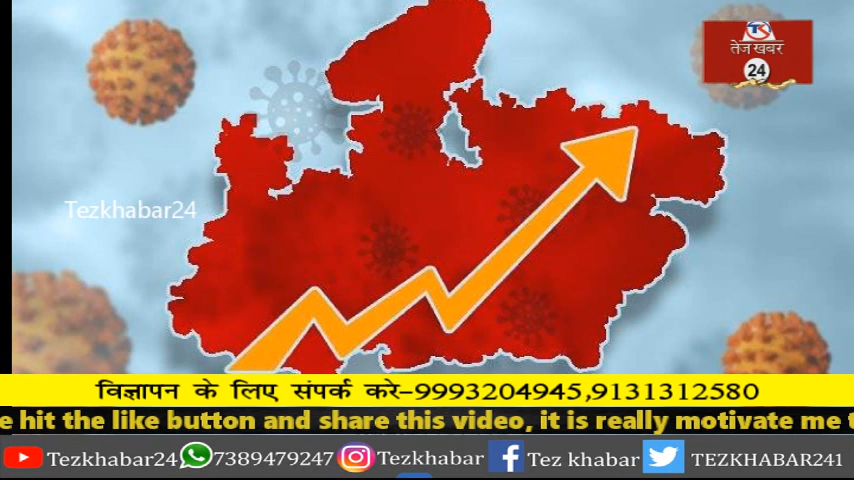 TK
तेज खबर
24
Tezkhabar24
विज्ञापन के लिए संपर्क करे-9993204945,9131312580
e hit the like button and share this video, it is really motivate me t
Tezkhabar24 7389479247 Tezkhabar Tez khabar TEZKHABAR241